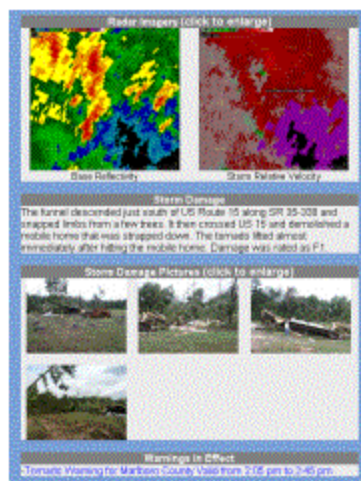 Radar Imagery (click to enlarge)
Base Reflectivity
Storm Relative Velocity
Storm Damage
The funnel descended just south of US Route 15 along SR 35-338 and
snapped limbs from a few trees. It then crossed US 15 and demolished a
mobile home that was strapped down. The tornado lifted almost
immediately after hitting the mobile home. Damage was rated as F1.
Storm Damage Pictures (click to enlarge)
Warnings in Effect
-Tornado Warning for Marlboro County Valid from 2:05 pm to 2:45 pm